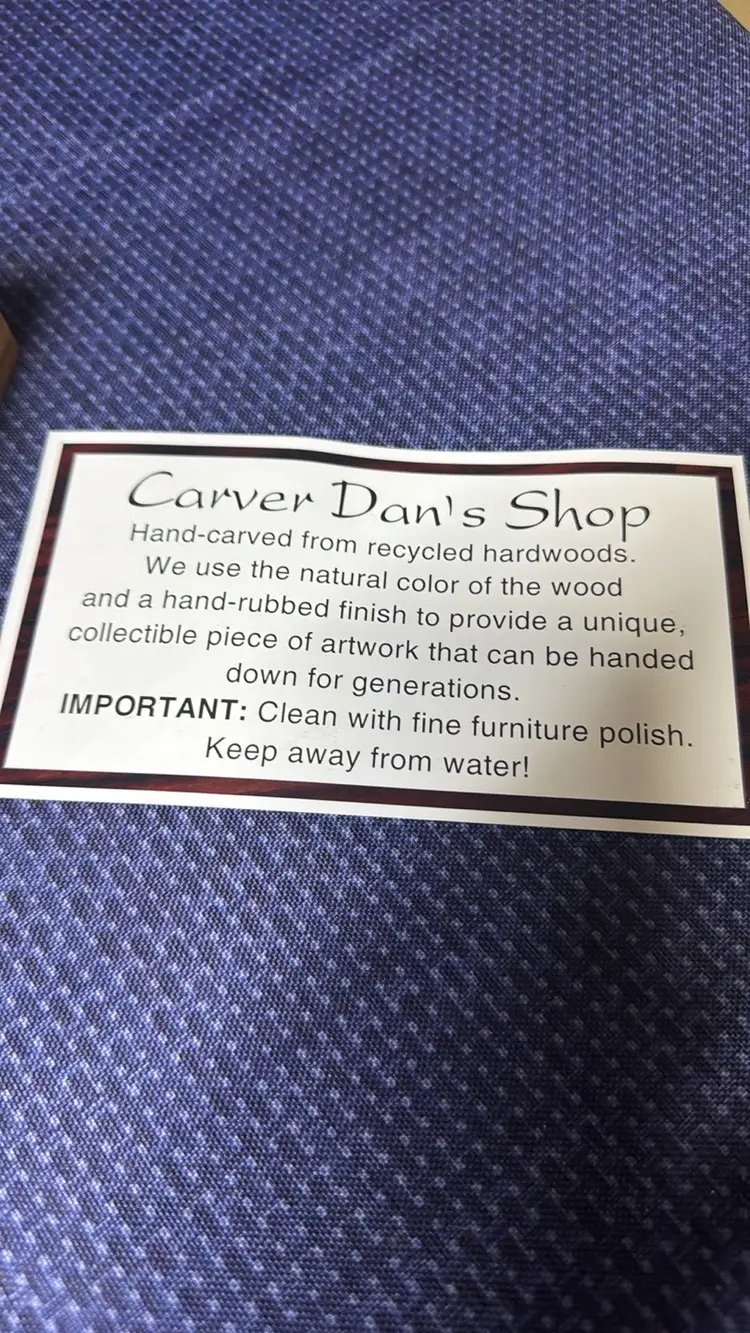 Carver Dan's Shop
Hand-carved from recycled hardwoods.
We use the natural color of the wood
and a hand-rubbed finish to provide a unique,
collectible piece of artwork that can be handed
down for generations.
IMPORTANT: Clean with fine furniture polish.
Keep away from water!